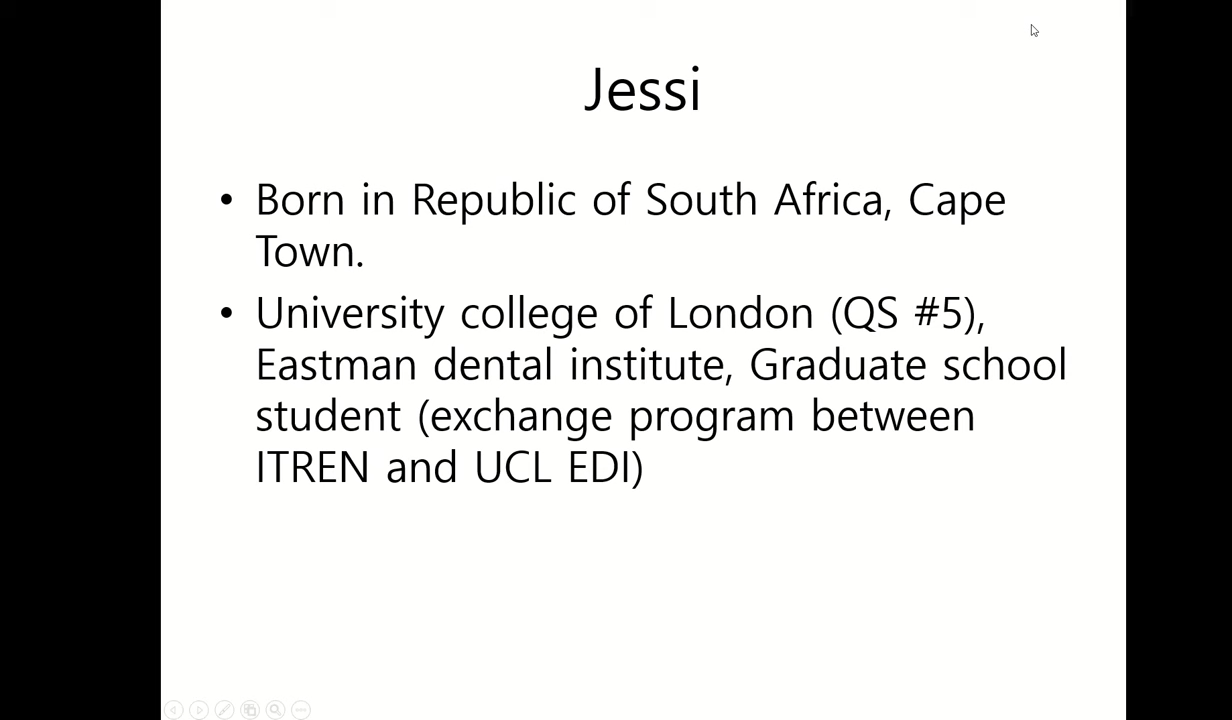 Jessi
• Born in Republic of South Africa, Cape
Town.
• University college of London (QS #5),
Eastman dental institute, Graduate school
student (exchange program between
ITREN and UCL EDI)